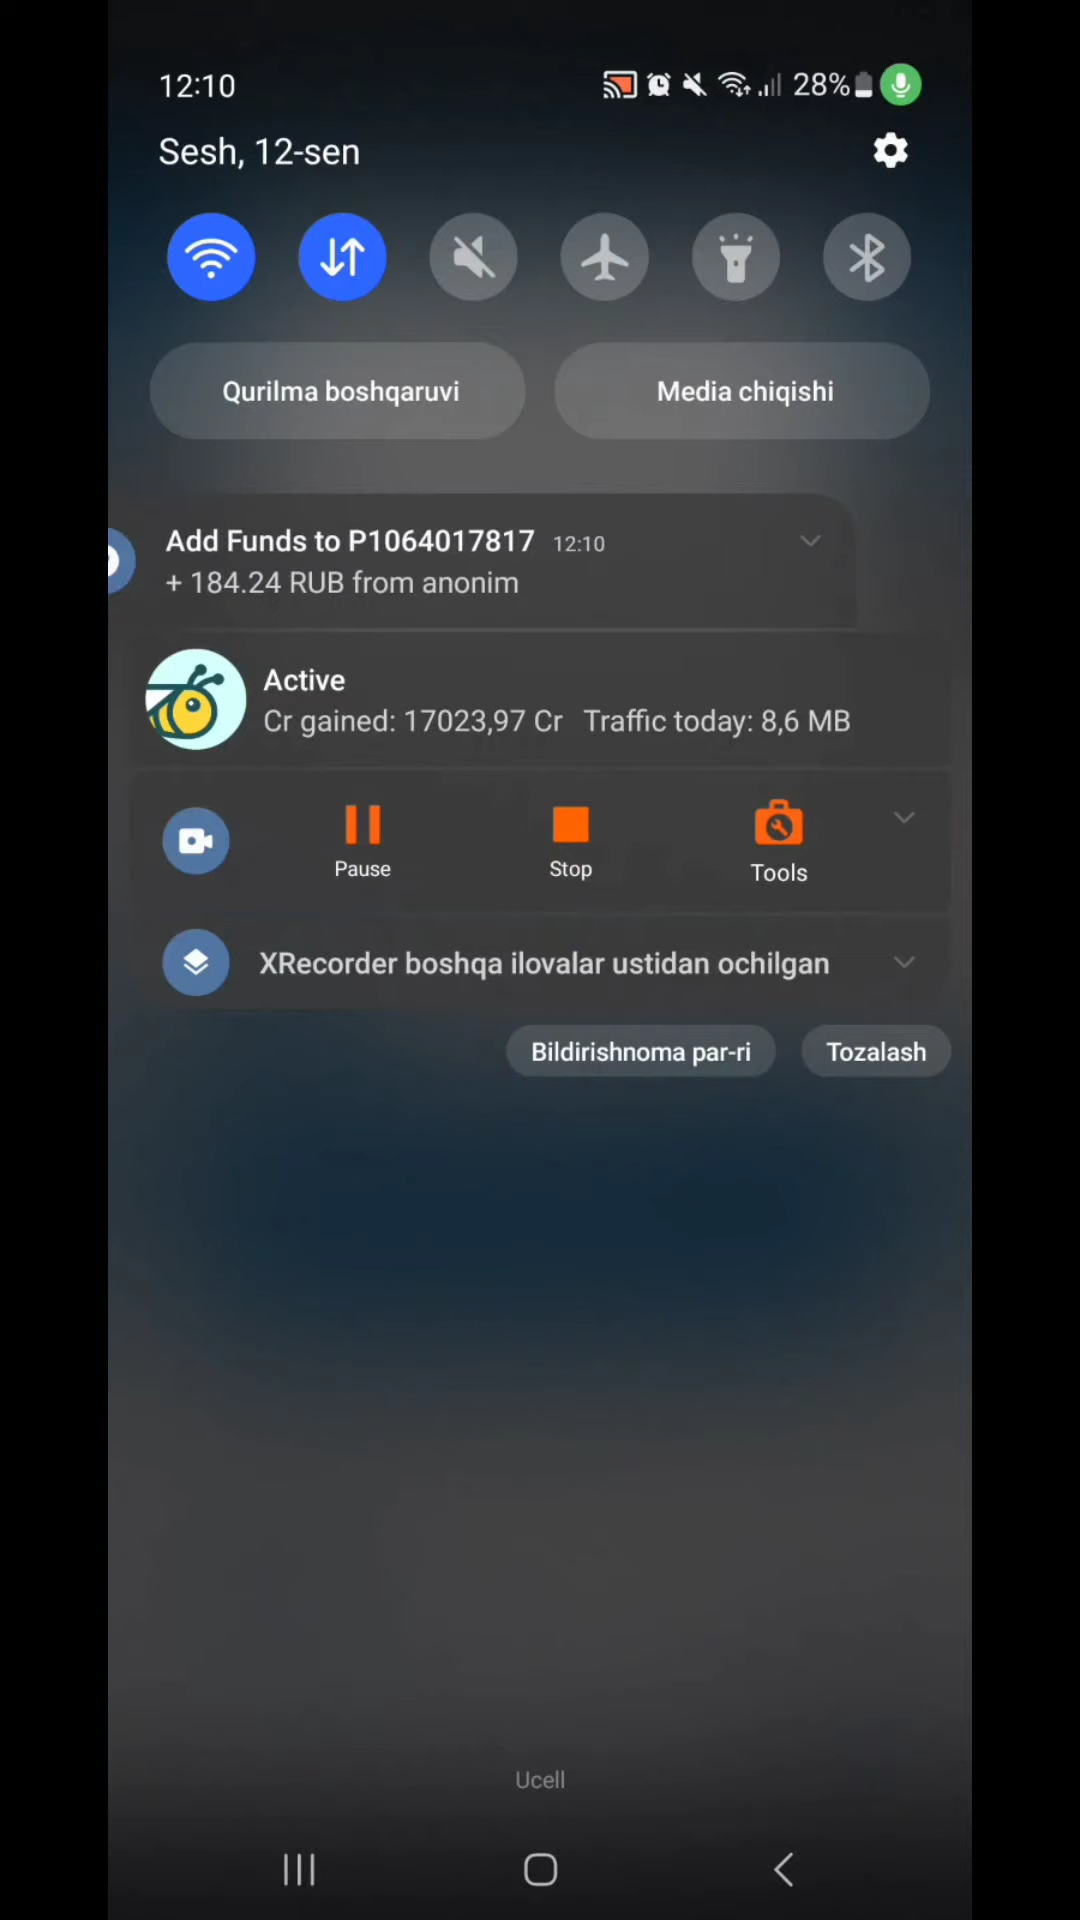 12:10
28%
Sesh, 12-sen
Qurilma boshqaruvi
Media chiqishi
Add Funds to P1064017817 12:10
+ 184.24 RUB from anonim
Active
Cr gained: 17023,97 Cr Traffic today: 8,6 MB
Pause
Stop
Tools
XRecorder boshqa ilovalar ustidan ochilgan
Bildirishnoma par-ri
Tozalash
Ucell